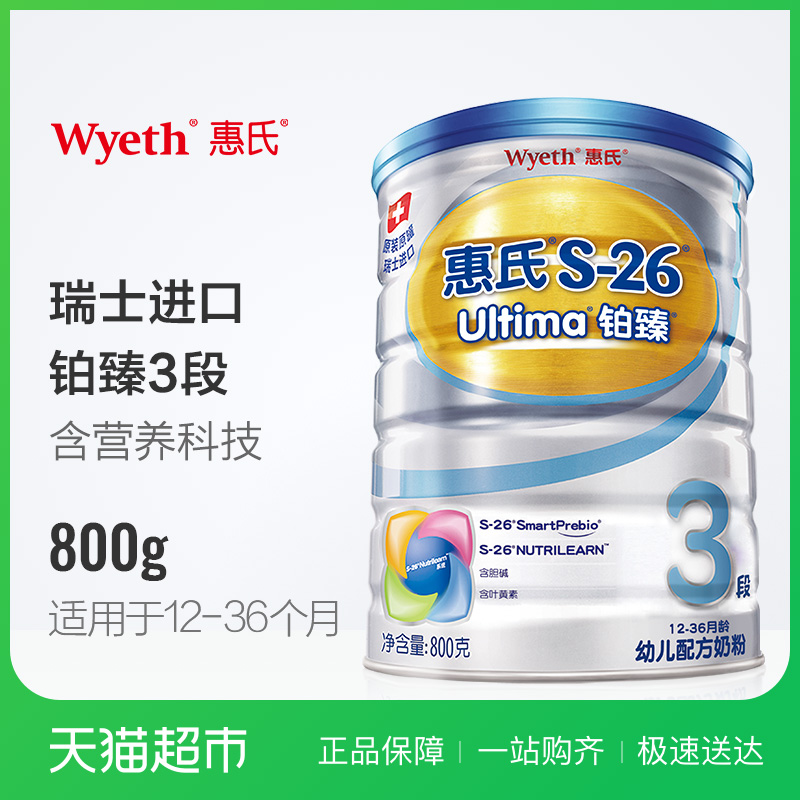 Wyeth® 惠氏®
瑞士进口
铂臻3段
含营养科技
800g
适用于12-36个月
Wyeth® 惠氏®
原装原罐
瑞士进口
惠氏® S-26®
Ultima® 铂臻®
S-26® SmartPrebio®
S-26® NUTRILEARN™
含胆碱
含叶黄素
S-26® Nutrilearn™
系统
3段
12-36月龄
净含量:800克
幼儿配方奶粉
天猫超市
正品保障 | 一站购齐 | 极速送达